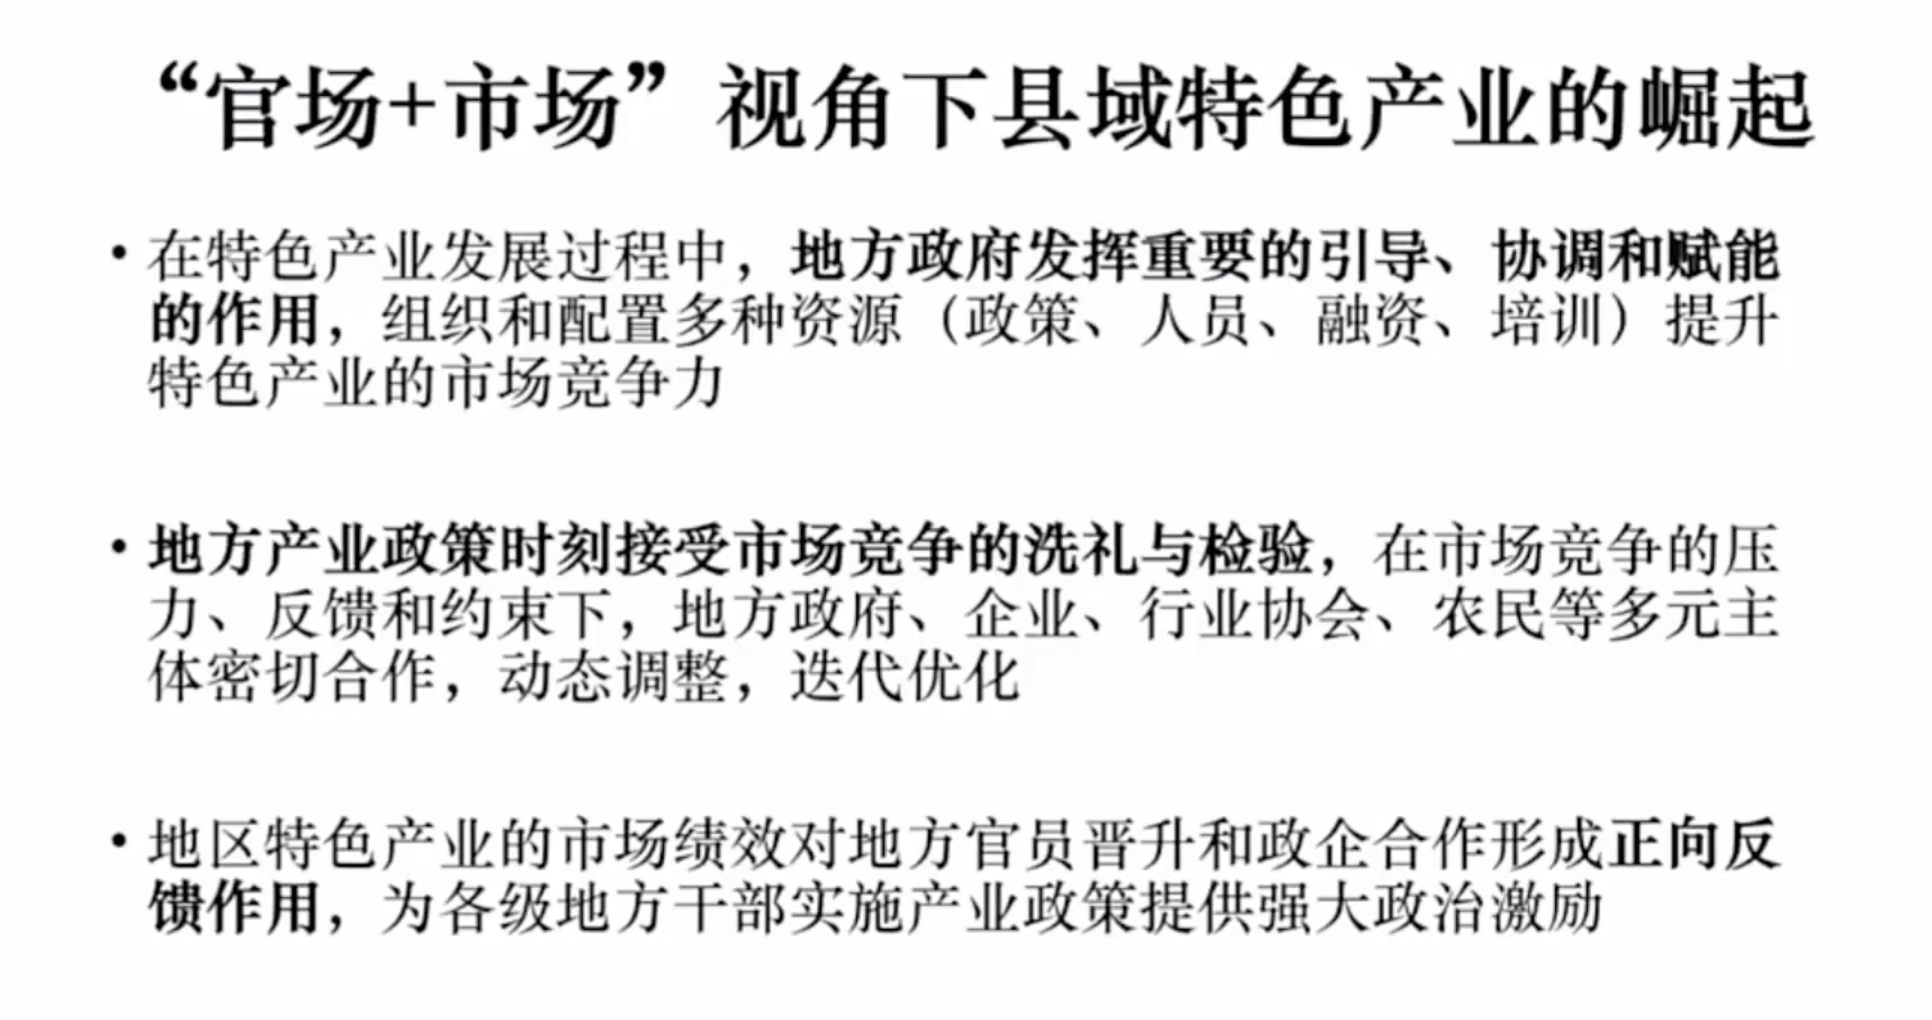 “官场+市场”视角下县域特色产业的崛起
• 在特色产业发展过程中，地方政府发挥重要的引导、协调和赋能
的作用，组织和配置多种资源（政策、人员、融资、培训）提升
特色产业的市场竞争力
• 地方产业政策时刻接受市场竞争的洗礼与检验，在市场竞争的压
力、反馈和约束下，地方政府、企业、行业协会、农民等多元主
体密切合作，动态调整，迭代优化
• 地区特色产业的市场绩效对地方官员晋升和政企合作形成正向反
馈作用，为各级地方干部实施产业政策提供强大政治激励